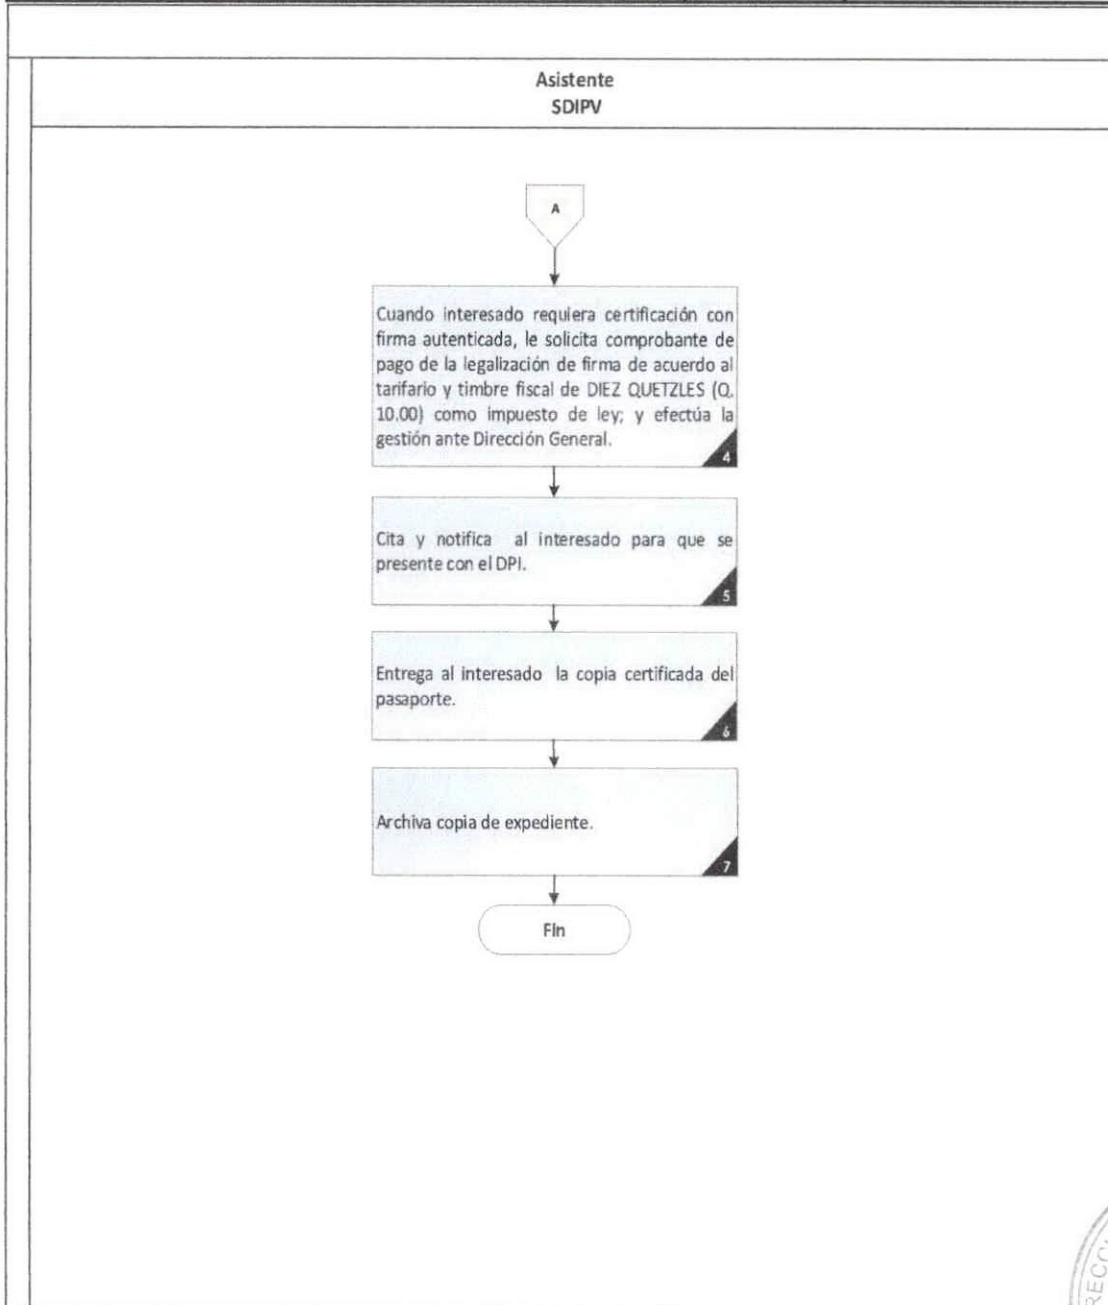 Asistente
SDIPV
A
Cuando interesado requiera certificación con
firma autenticada, le solicita comprobante de
pago de la legalización de firma de acuerdo al
tarifario y timbre fiscal de DIEZ QUETZLES (Q.
10.00) como impuesto de ley; y efectúa la
gestión ante Dirección General.
4
Cita y notifica al interesado para que se
presente con el DPI.
5
Entrega al interesado la copia certificada del
pasaporte.
6
Archiva copia de expediente.
7
Fin